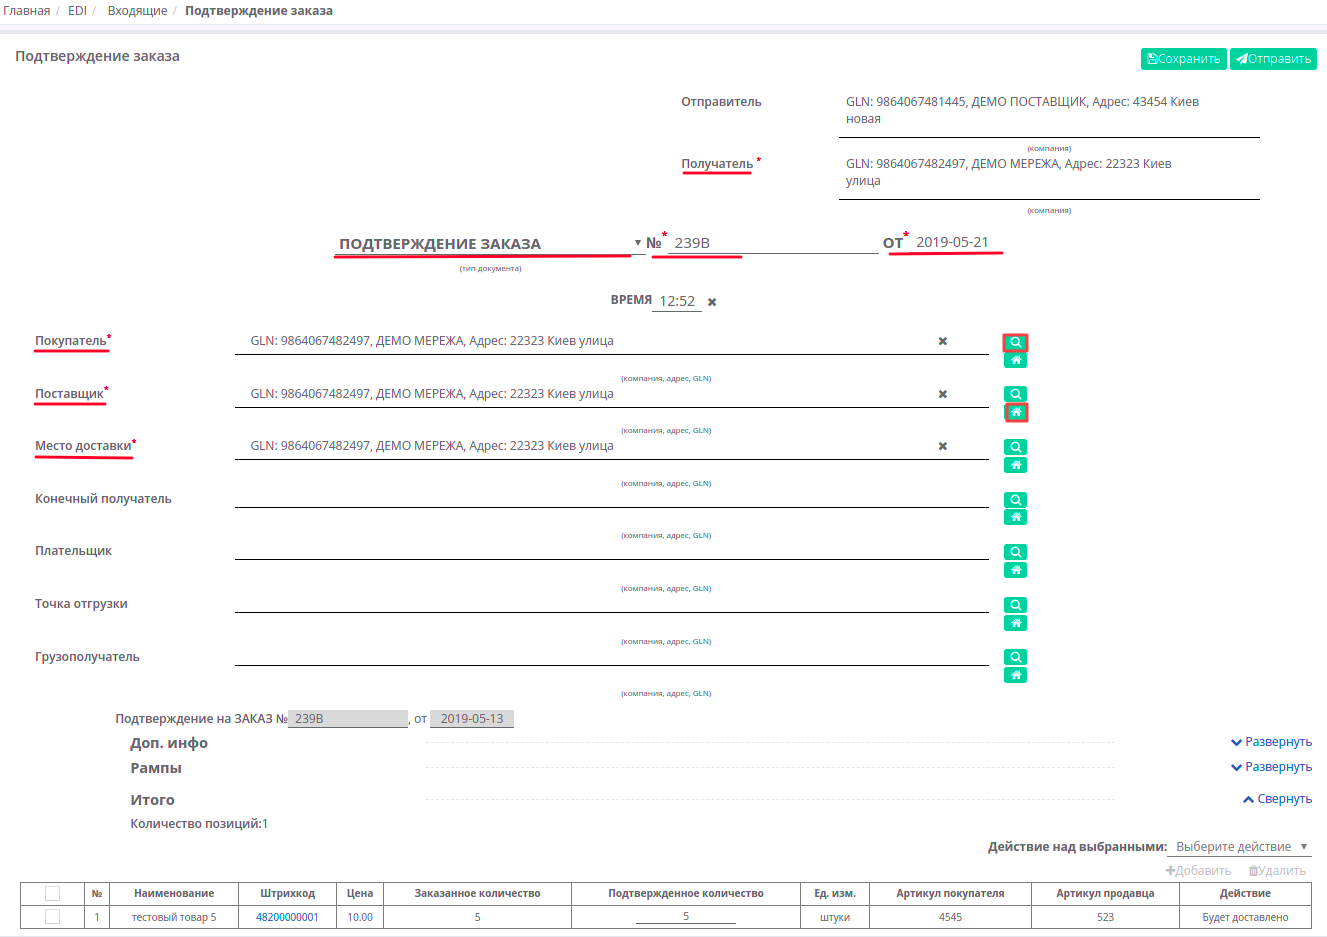 Главная / EDI / Входящие / Подтверждение заказа
Подтверждение заказа
Сохранить Отправить
Отправитель GLN: 9864067481445, ДЕМО ПОСТАВЩИК, Адрес: 43454 Киев
новая
(компания)
Получатель * GLN: 9864067482497, ДЕМО МЕРЕЖА, Адрес: 22323 Киев
улица
(компания)
ПОДТВЕРЖДЕНИЕ ЗАКАЗА ▼ №* 239В ОТ* 2019-05-21
(тип документа)
ВРЕМЯ 12:52 ✖
Покупатель* GLN: 9864067482497, ДЕМО МЕРЕЖА, Адрес: 22323 Киев улица ✖
(компания, адрес, GLN)
Поставщик* GLN: 9864067482497, ДЕМО МЕРЕЖА, Адрес: 22323 Киев улица ✖
(компания, адрес, GLN)
Место доставки* GLN: 9864067482497, ДЕМО МЕРЕЖА, Адрес: 22323 Киев улица ✖
(компания, адрес, GLN)
Конечный получатель
(компания, адрес, GLN)
Плательщик
(компания, адрес, GLN)
Точка отгрузки
(компания, адрес, GLN)
Грузополучатель
(компания, адрес, GLN)
Подтверждение на ЗАКАЗ № 239В , от 2019-05-13
Доп. инфо Развернуть
Рампы Развернуть
Итого Свернуть
Количество позиций:1
Действие над выбранными: Выберите действие ▼
Добавить Удалить
№ Наименование Штрихкод Цена Заказанное количество Подтвержденное количество Ед. изм. Артикул покупателя Артикул продавца Действие
1 тестовый товар 5 48200000001 10.00 5 5 штуки 4545 523 Будет доставлено